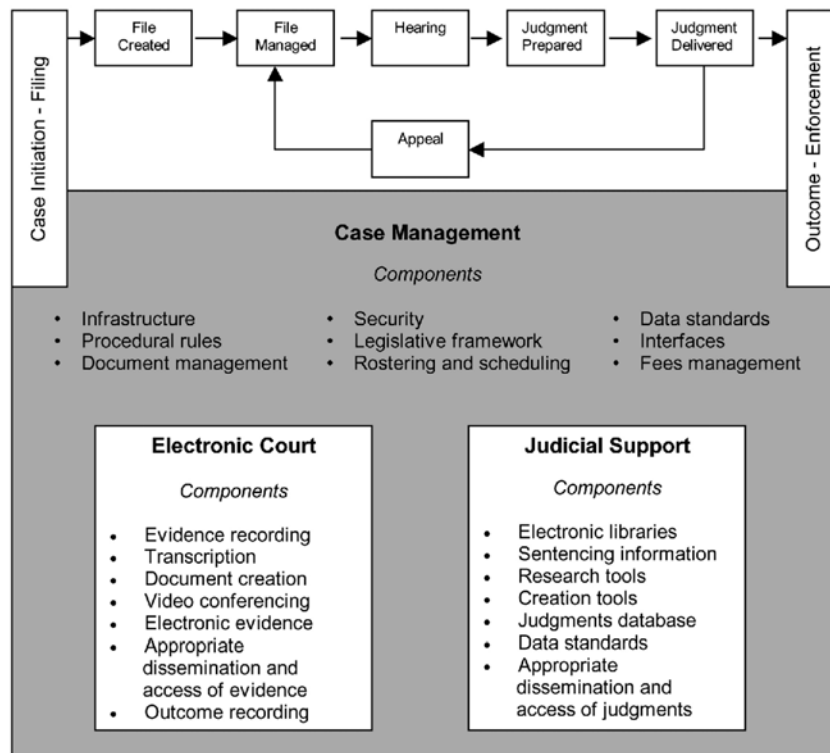 Case Initiation - Filing
File
Created
File
Managed
Hearing
Judgment
Prepared
Judgment
Delivered
Outcome - Enforcement
Appeal
Case Management
Components
• Infrastructure
• Procedural rules
• Document management
• Security
• Legislative framework
• Rostering and scheduling
• Data standards
• Interfaces
• Fees management
Electronic Court
Components
• Evidence recording
• Transcription
• Document creation
• Video conferencing
• Electronic evidence
• Appropriate
dissemination and
access of evidence
• Outcome recording
Judicial Support
Components
• Electronic libraries
• Sentencing information
• Research tools
• Creation tools
• Judgments database
• Data standards
• Appropriate
dissemination and
access of judgments